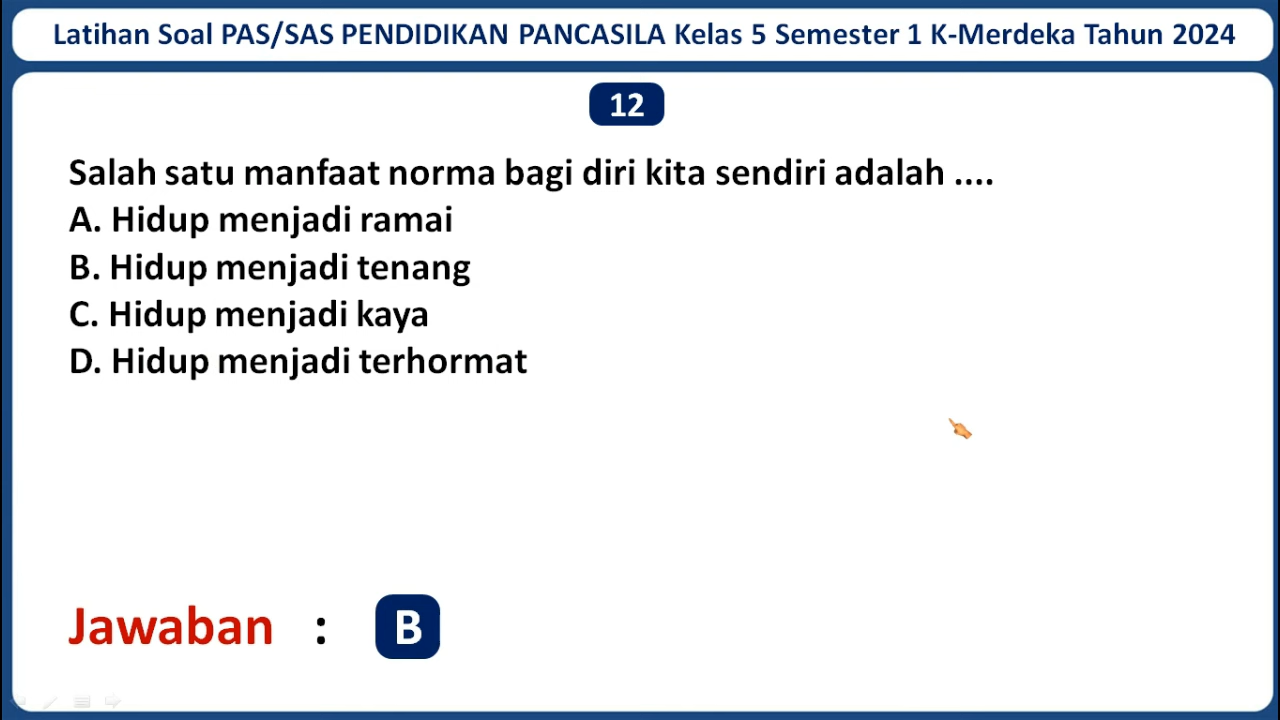 Latihan Soal PAS/SAS PENDIDIKAN PANCASILA Kelas 5 Semester 1 K-Merdeka Tahun 2024
12
Salah satu manfaat norma bagi diri kita sendiri adalah ....
A. Hidup menjadi ramai
B. Hidup menjadi tenang
C. Hidup menjadi kaya
D. Hidup menjadi terhormat
Jawaban : B